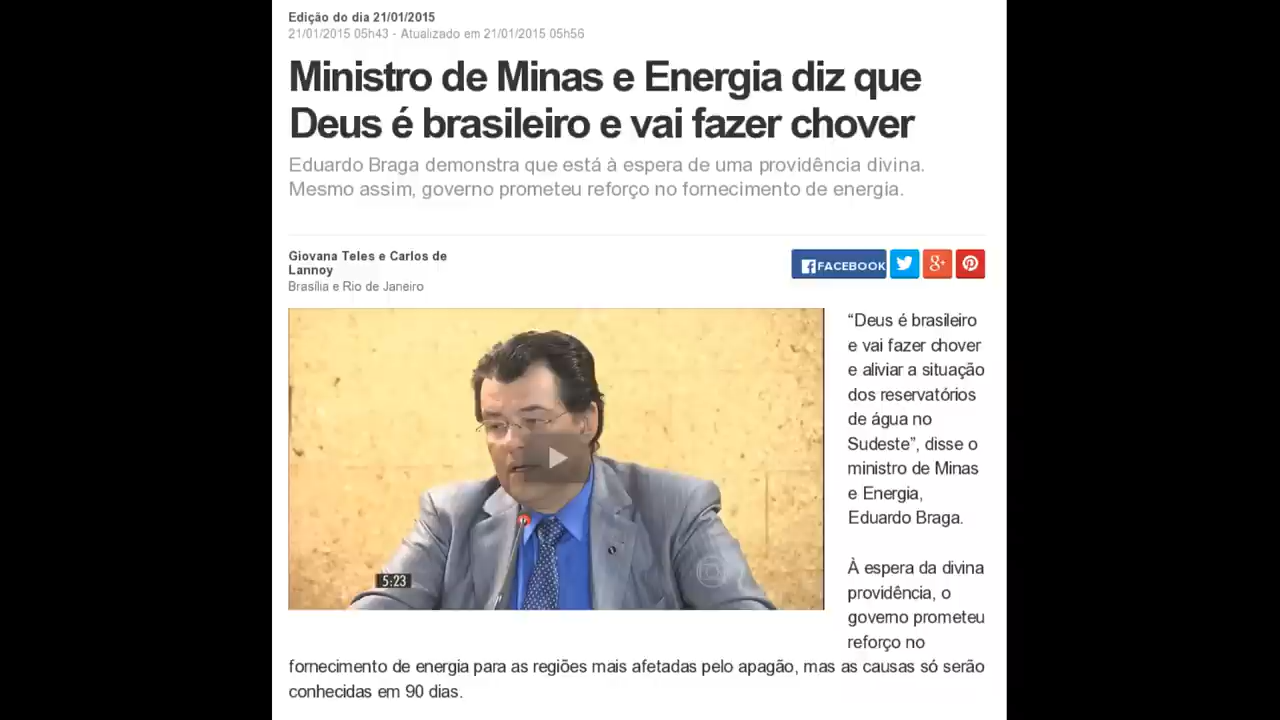 Edição do dia 21/01/2015
21/01/2015 05h43 - Atualizado em 21/01/2015 05h56
Ministro de Minas e Energia diz que
Deus é brasileiro e vai fazer chover
Eduardo Braga demonstra que está à espera de uma providência divina.
Mesmo assim, governo prometeu reforço no fornecimento de energia.
Giovana Teles e Carlos de
Lannoy
Brasília e Rio de Janeiro
FACEBOOK
8+
“Deus é brasileiro
e vai fazer chover
e aliviar a situação
dos reservatórios
de água no
Sudeste”, disse o
ministro de Minas
e Energia,
Eduardo Braga.
5:23
À espera da divina
providência, o
governo prometeu
reforço no
fornecimento de energia para as regiões mais afetadas pelo apagão, mas as causas só serão
conhecidas em 90 dias.